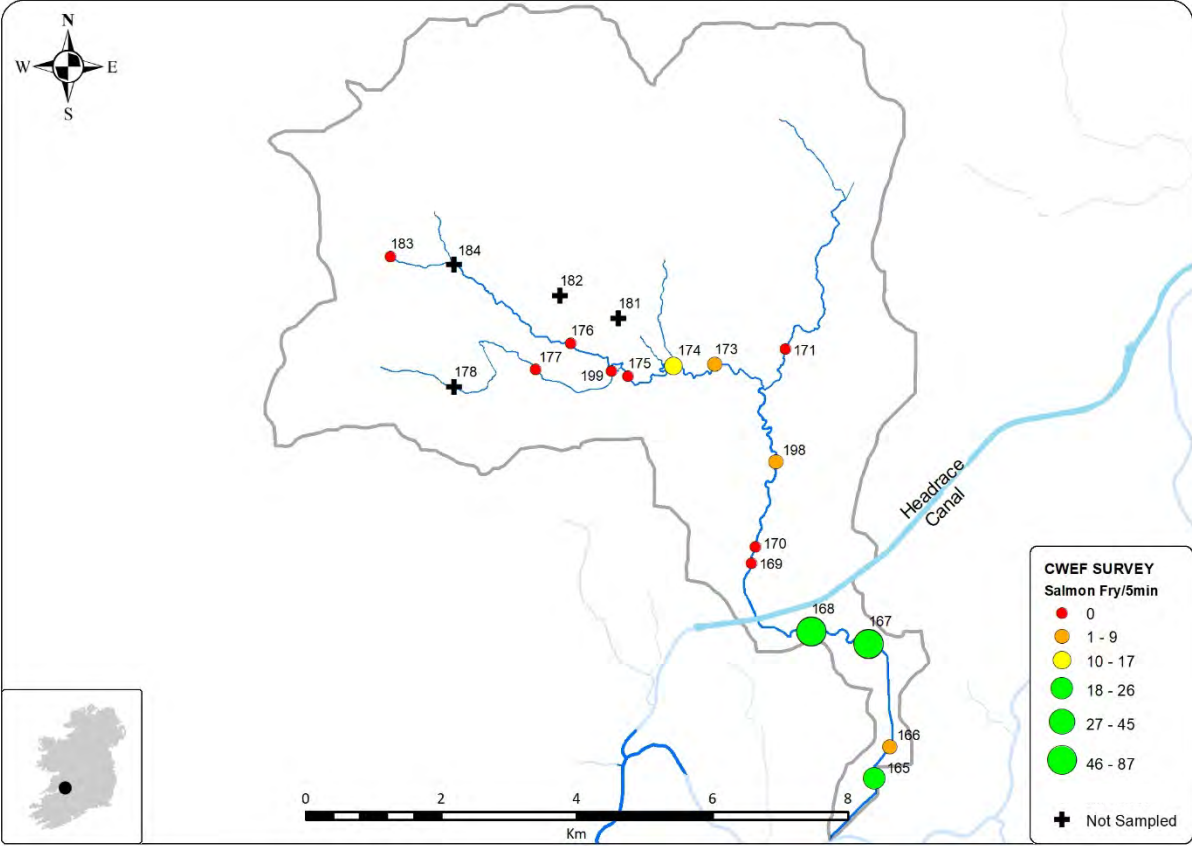 N
W E
S
183
184
182
181
176
177
178
199
175
174
173
171
198
170
169
Headrace
Canal
168
167
166
165
0 2 4 6 8
Km
CWEF SURVEY
Salmon Fry/5min
0
1 - 9
10 - 17
18 - 26
27 - 45
46 - 87
Not Sampled